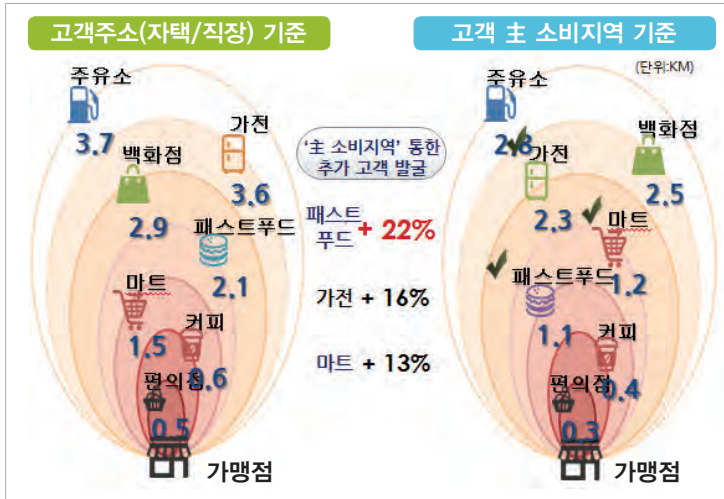 고객주소(자택/직장) 기준
주유소
3.7
가전
3.6
백화점
2.9
패스트푸드
2.1
마트
1.5
커피
0.6
편의점
0.5
가맹점
'主 소비지역' 통한
추가 고객 발굴
패스트
푸드 + 22%
가전 + 16%
마트 + 13%
고객 主 소비지역 기준
(단위:KM)
주유소
백화점
2.5
가전
2.3
마트
1.2
패스트푸드
1.1
커피
0.4
편의점
0.3
가맹점